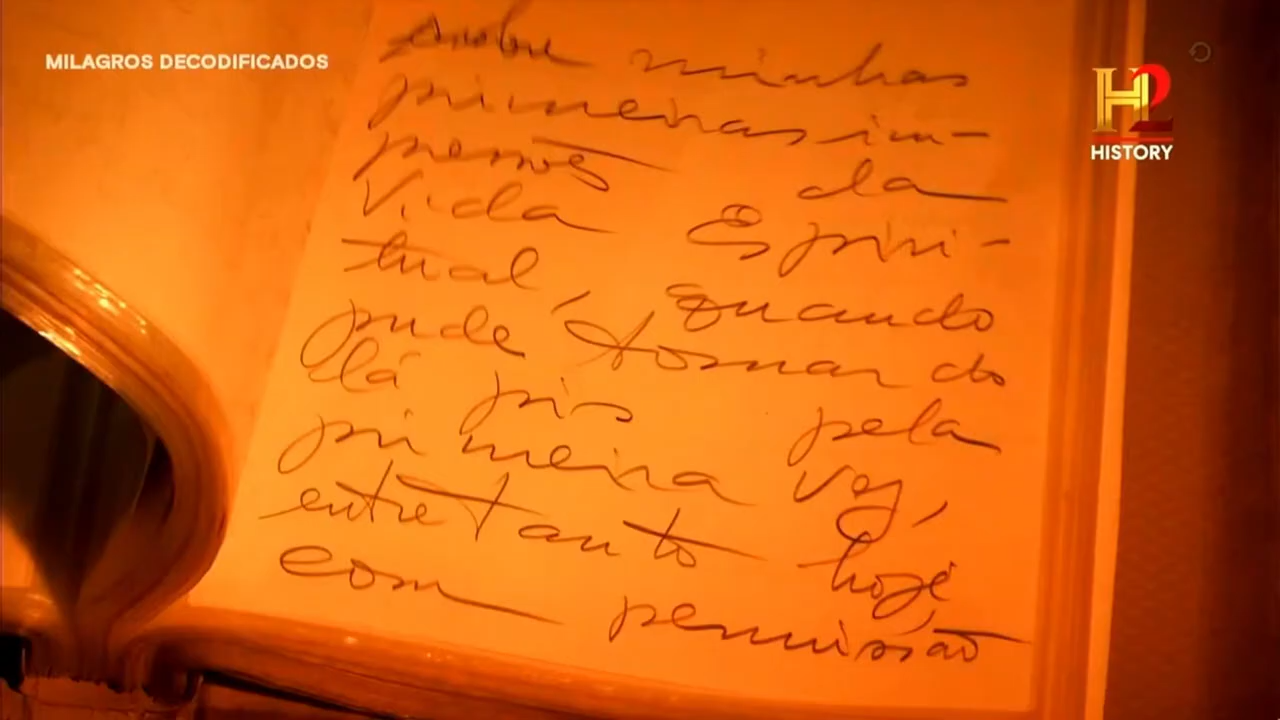 MILAGROS DECODIFICADOS
H2
HISTORY
sobre minhas
primeiras im-
pressões da
Vida Espiri-
tual, quando
pude tomar do
lápis pela
primeira vez,
entretanto hoje,
com permissão